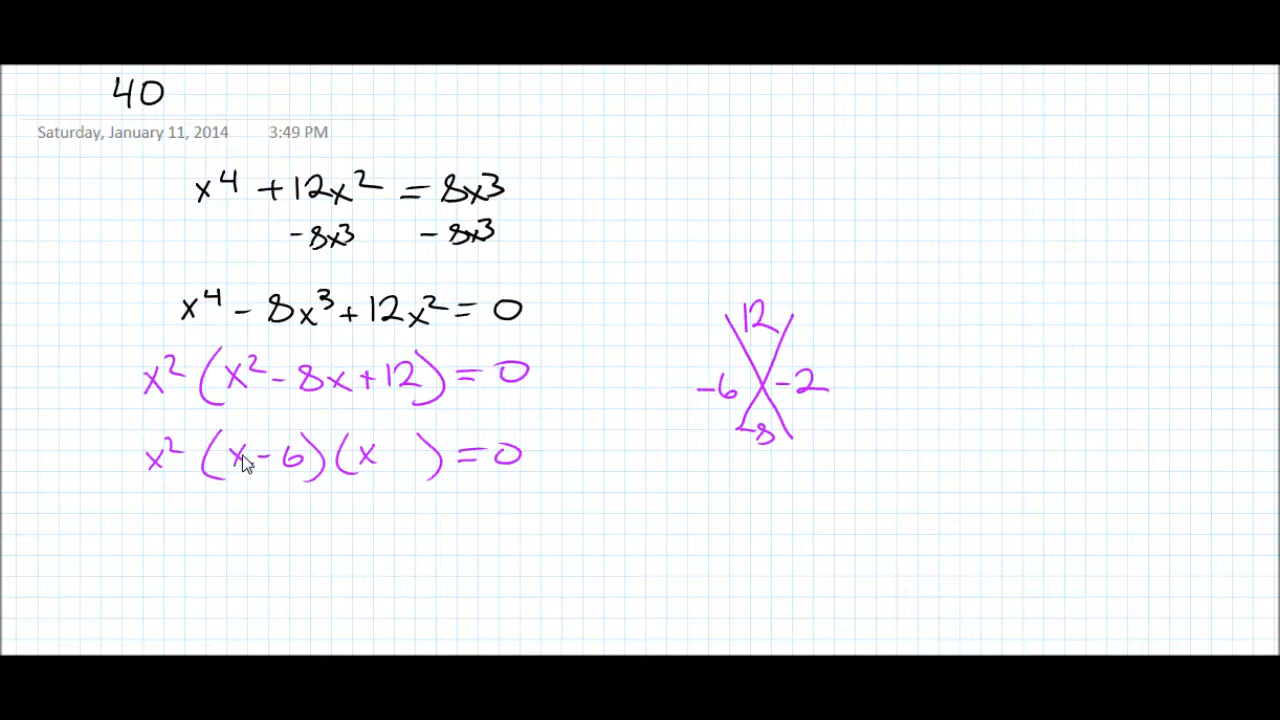 40
Saturday, January 11, 2014 3:49 PM
x⁴ + 12x² = 8x³
-8x³ -8x³
x⁴ - 8x³ + 12x² = 0
x² (x² - 8x + 12) = 0
x² (x - 6)(x ) = 0
12
-6 -2
-8